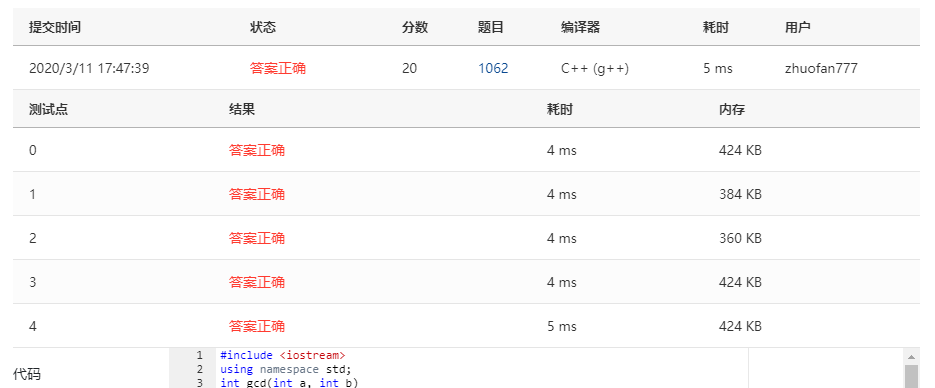 提交时间 状态 分数 题目 编译器 耗时 用户
2020/3/11 17:47:39 答案正确 20 1062 C++ (g++) 5 ms zhuofan777
测试点 结果 耗时 内存
0 答案正确 4 ms 424 KB
1 答案正确 4 ms 384 KB
2 答案正确 4 ms 360 KB
3 答案正确 4 ms 424 KB
4 答案正确 5 ms 424 KB
代码
1 #include <iostream>
2 using namespace std;
3 int gcd(int a, int b)